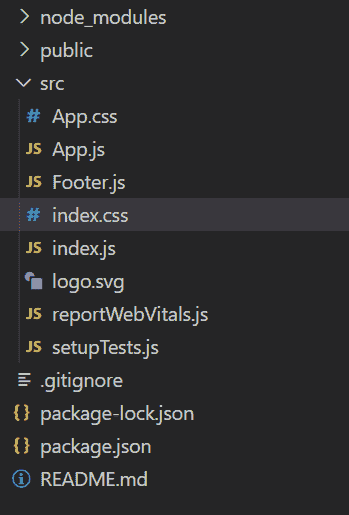 node_modules
public
src
# App.css
JS App.js
JS Footer.js
# index.css
JS index.js
logo.svg
JS reportWebVitals.js
JS setupTests.js
.gitignore
{} package-lock.json
{} package.json
README.md